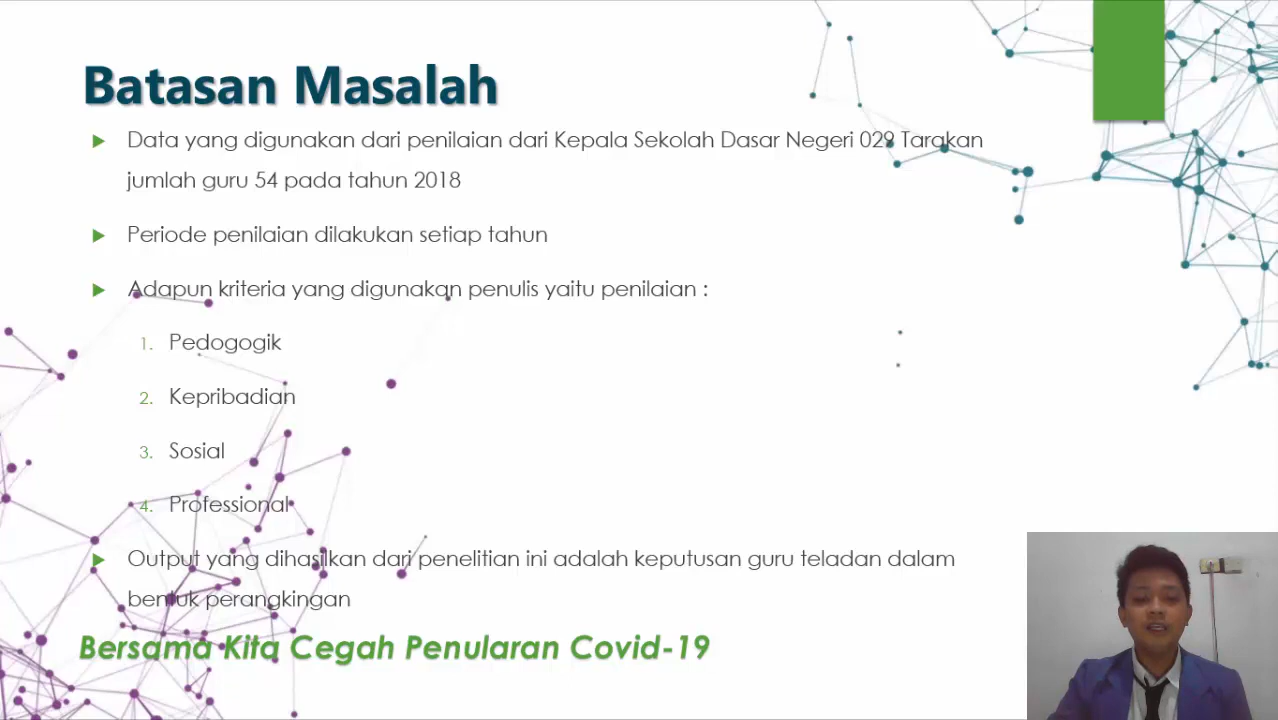 Batasan Masalah
Data yang digunakan dari penilaian dari Kepala Sekolah Dasar Negeri 029 Tarakan
jumlah guru 54 pada tahun 2018
Periode penilaian dilakukan setiap tahun
Adapun kriteria yang digunakan penulis yaitu penilaian :
1. Pedogogik
2. Kepribadian
3. Sosial
4. Professional
Output yang dihasilkan dari penelitian ini adalah keputusan guru teladan dalam
bentuk perangkingan
Bersama Kita Cegah Penularan Covid-19